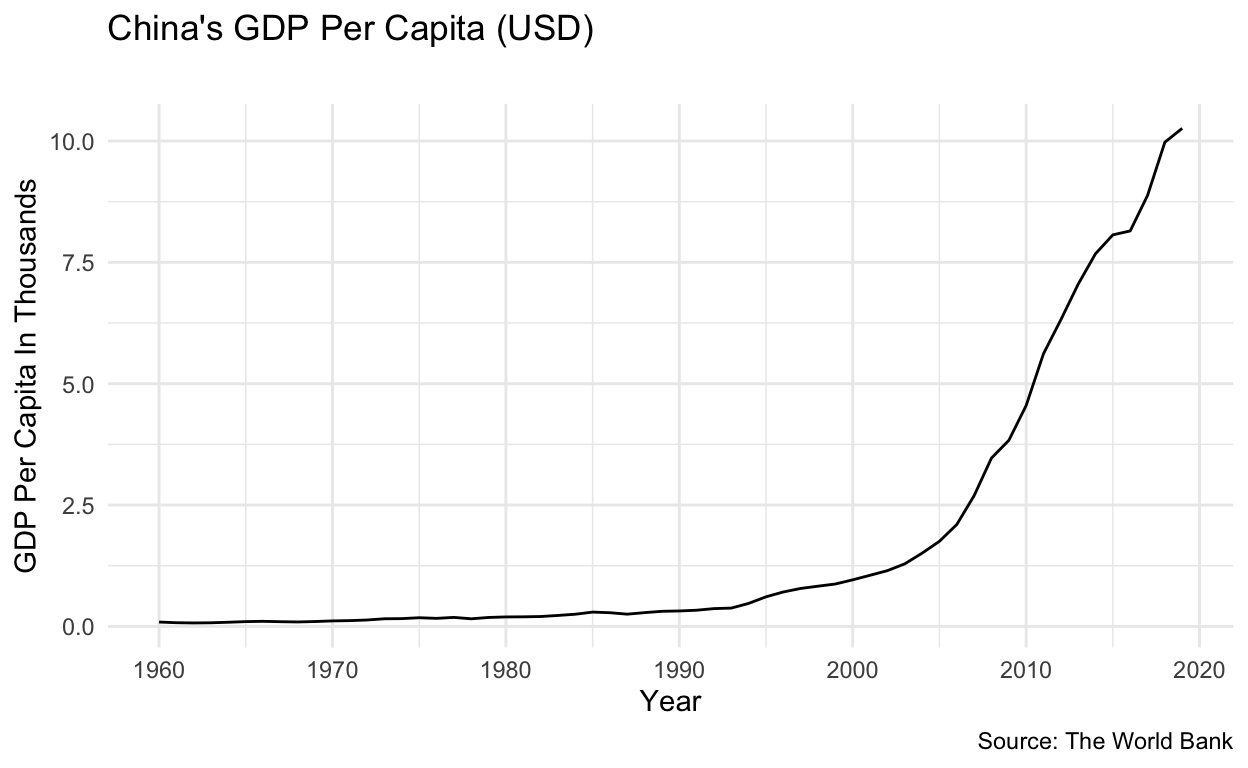 China's GDP Per Capita (USD)
GDP Per Capita In Thousands
10.0
7.5
5.0
2.5
0.0
1960 1970 1980 1990 2000 2010 2020
Year
Source: The World Bank